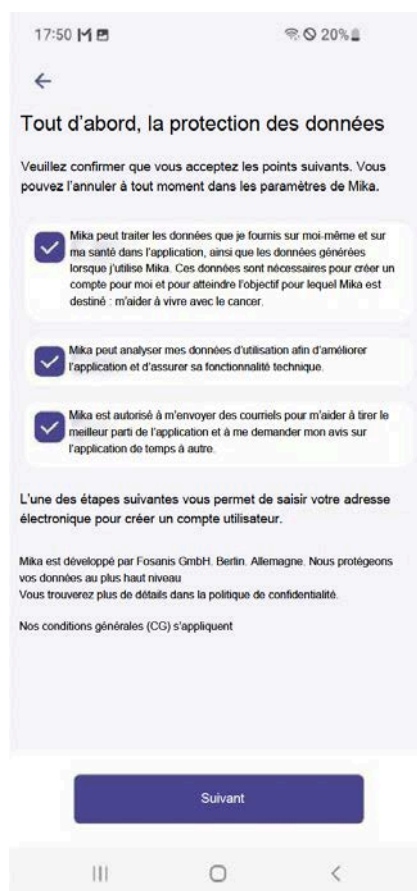 17:50
20%
Tout d'abord, la protection des données
Veuillez confirmer que vous acceptez les points suivants. Vous
pouvez l'annuler à tout moment dans les paramètres de Mika.
Mika peut traiter les données que je fournis sur moi-même et sur
ma santé dans l'application, ainsi que les données générées
lorsque j'utilise Mika. Ces données sont nécessaires pour créer un
compte pour moi et pour atteindre l'objectif pour lequel Mika est
destiné : m'aider à vivre avec le cancer.
Mika peut analyser mes données d'utilisation afin d'améliorer
l'application et d'assurer sa fonctionnalité technique.
Mika est autorisé à m'envoyer des courriels pour m'aider à tirer le
meilleur parti de l'application et à me demander mon avis sur
l'application de temps à autre.
L'une des étapes suivantes vous permet de saisir votre adresse
électronique pour créer un compte utilisateur.
Mika est développé par Fosanis GmbH. Berlin. Allemagne. Nous protégeons
vos données au plus haut niveau
Vous trouverez plus de détails dans la politique de confidentialité.
Nos conditions générales (CG) s'appliquent
Suivant